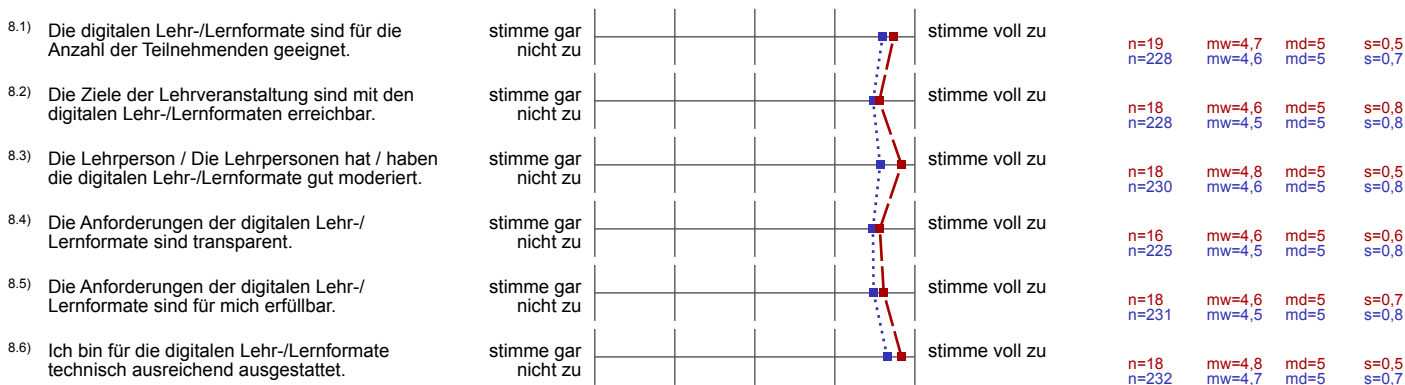 8.1) Die digitalen Lehr-/Lernformate sind für die
Anzahl der Teilnehmenden geeignet.
stimme gar
nicht zu
stimme voll zu
n=19 mw=4,7 md=5 s=0,5
n=228 mw=4,6 md=5 s=0,7
8.2) Die Ziele der Lehrveranstaltung sind mit den
digitalen Lehr-/Lernformaten erreichbar.
stimme gar
nicht zu
stimme voll zu
n=18 mw=4,6 md=5 s=0,8
n=228 mw=4,5 md=5 s=0,8
8.3) Die Lehrperson / Die Lehrpersonen hat / haben
die digitalen Lehr-/Lernformate gut moderiert.
stimme gar
nicht zu
stimme voll zu
n=18 mw=4,8 md=5 s=0,5
n=230 mw=4,6 md=5 s=0,8
8.4) Die Anforderungen der digitalen Lehr-/
Lernformate sind transparent.
stimme gar
nicht zu
stimme voll zu
n=16 mw=4,6 md=5 s=0,6
n=225 mw=4,5 md=5 s=0,8
8.5) Die Anforderungen der digitalen Lehr-/
Lernformate sind für mich erfüllbar.
stimme gar
nicht zu
stimme voll zu
n=18 mw=4,6 md=5 s=0,7
n=231 mw=4,5 md=5 s=0,8
8.6) Ich bin für die digitalen Lehr-/Lernformate
technisch ausreichend ausgestattet.
stimme gar
nicht zu
stimme voll zu
n=18 mw=4,8 md=5 s=0,5
n=232 mw=4,7 md=5 s=0,7